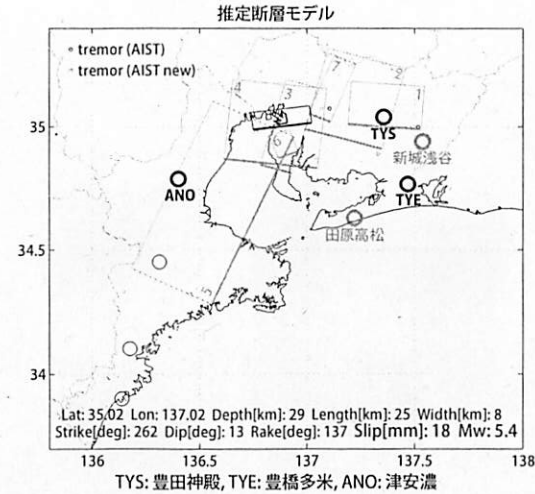 推定断層モデル
tremor (AIST)
tremor (AIST new)
35
34.5
34
4
3
7
2
1
6
5
TYS
新城浅谷
ANO
TYE
田原高松
Lat: 35.02 Lon: 137.02 Depth[km]: 29 Length[km]: 25 Width[km]: 8
Strike[deg]: 262 Dip[deg]: 13 Rake[deg]: 137 Slip[mm]: 18 Mw: 5.4
136
136.5
137
137.5
138
TYS: 豊田神殿, TYE: 豊橋多米, ANO: 津安濃